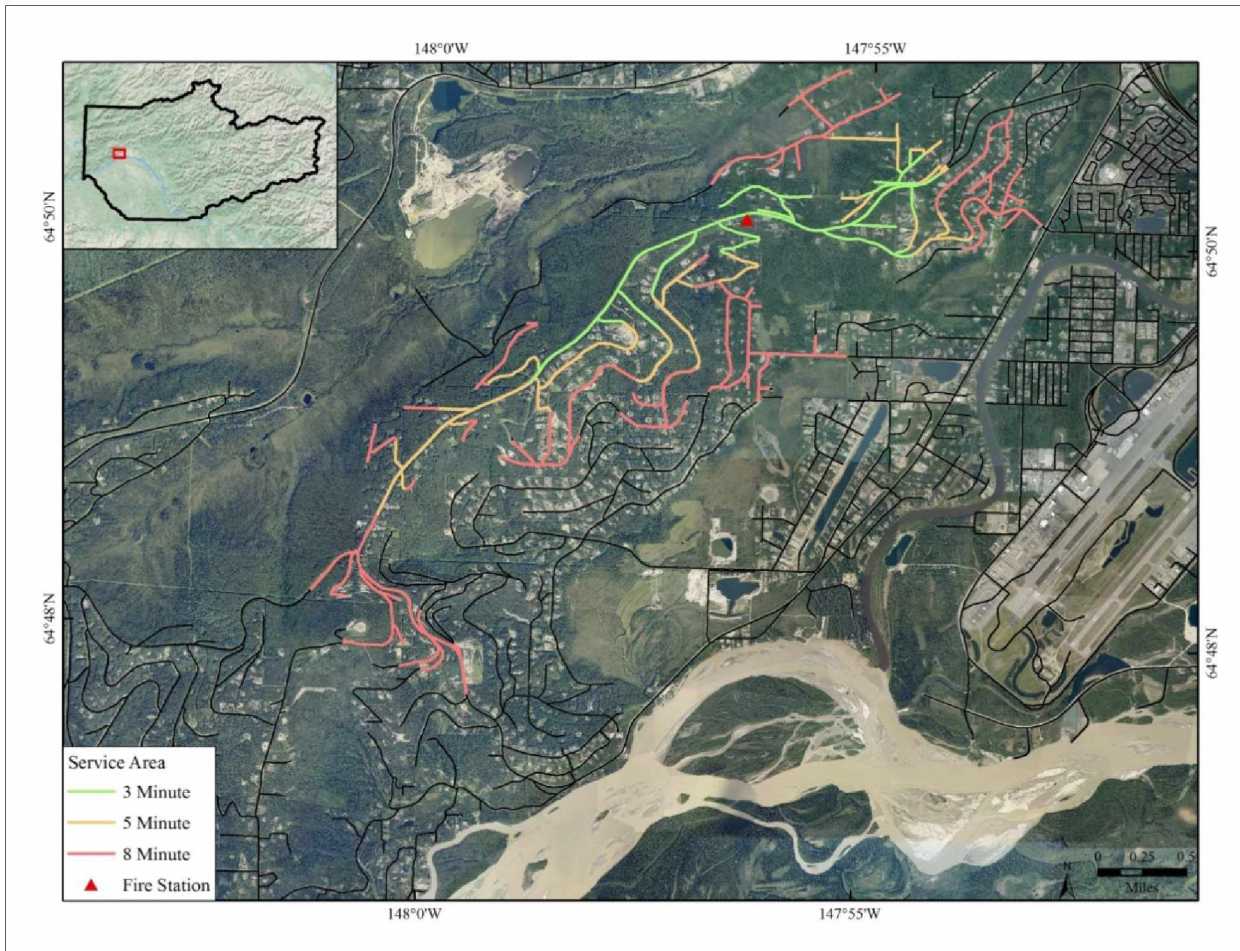 148°0'W
147°55'W
64°50'N
64°50'N
64°48'N
64°48'N
Service Area
3 Minute
5 Minute
8 Minute
Fire Station
N
0 0.25 0.5
Miles
148°0'W
147°55'W